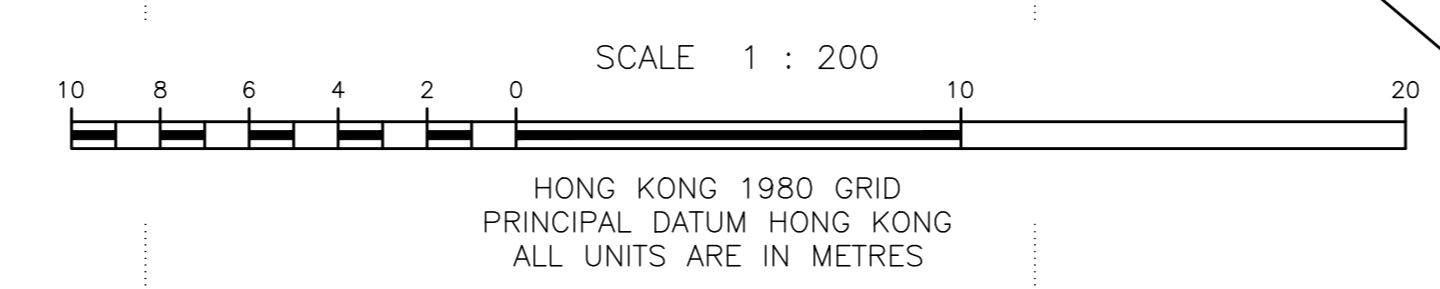 SCALE 1 : 200
10 8 6 4 2 0 10 20
HONG KONG 1980 GRID
PRINCIPAL DATUM HONG KONG
ALL UNITS ARE IN METRES